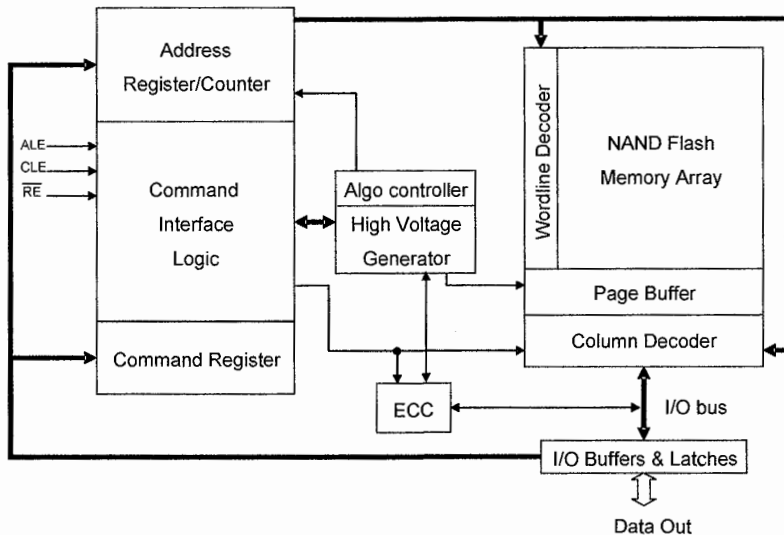 Address
Register/Counter
ALE
CLE
RE
Command
Interface
Logic
Command Register
Algo controller
High Voltage
Generator
ECC
Wordline Decoder
NAND Flash
Memory Array
Page Buffer
Column Decoder
I/O bus
I/O Buffers & Latches
Data Out